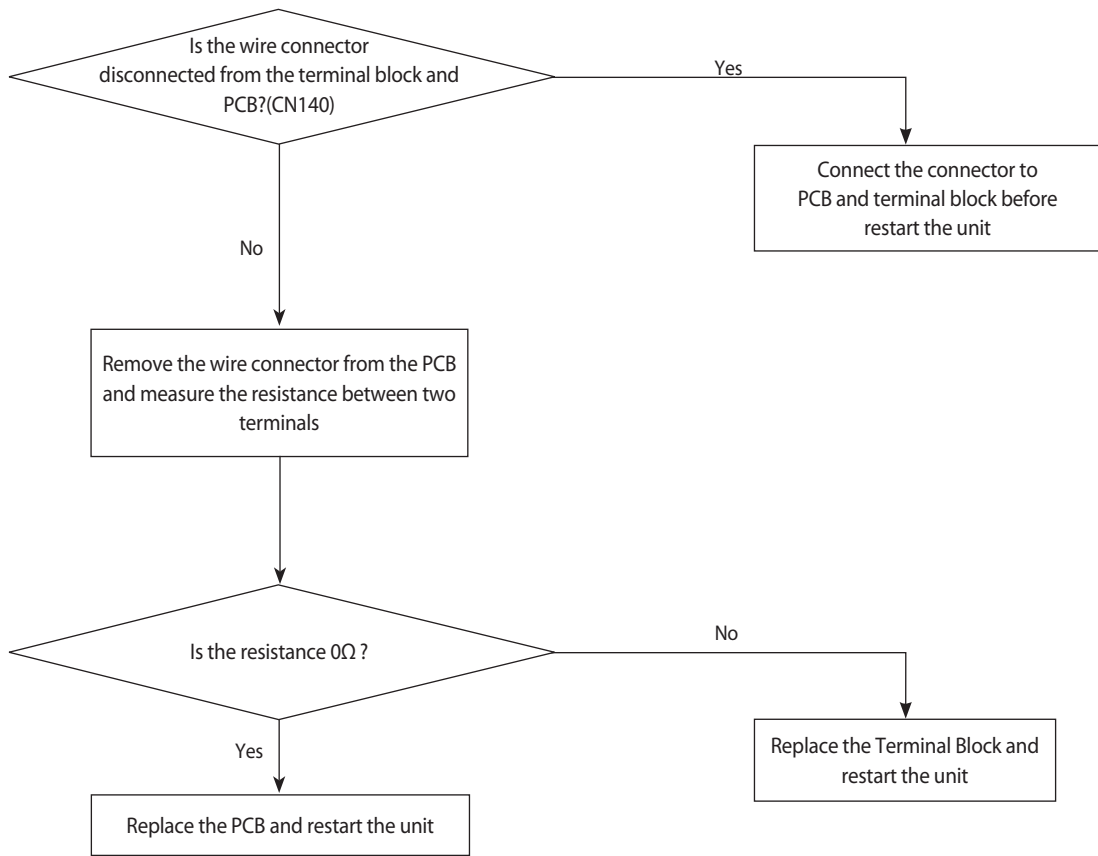 Is the wire connector
disconnected from the terminal block and
PCB?(CN140)
Yes
Connect the connector to
PCB and terminal block before
restart the unit
No
Remove the wire connector from the PCB
and measure the resistance between two
terminals
Is the resistance 0Ω ?
No
Replace the Terminal Block and
restart the unit
Yes
Replace the PCB and restart the unit